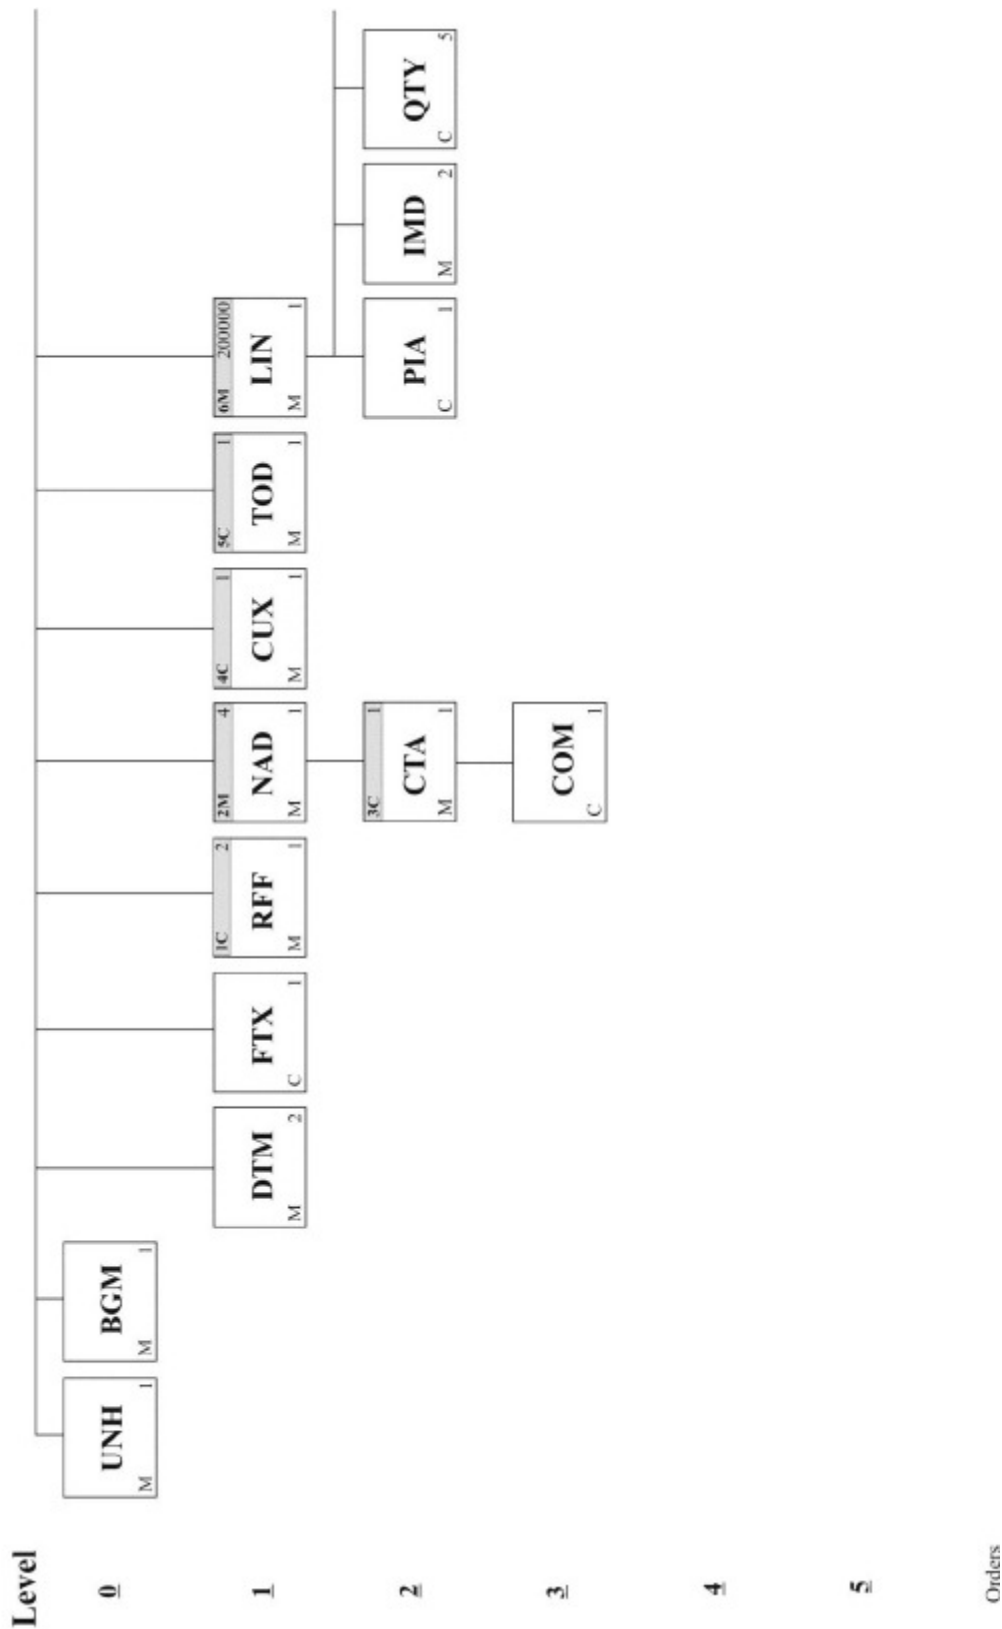 Level
0
UNH
M 1
BGM
M 1
1
DTM
M 2
FTX
C 1
1C 2
RFF
M 1
2M 4
NAD
M 1
4C 1
CUX
M 1
5C 1
TOD
M 1
6M 200000
LIN
M 1
2
3C 1
CTA
M 1
PIA
C 1
IMD
M 2
QTY
C 5
3
COM
C 1
4
5
Orders